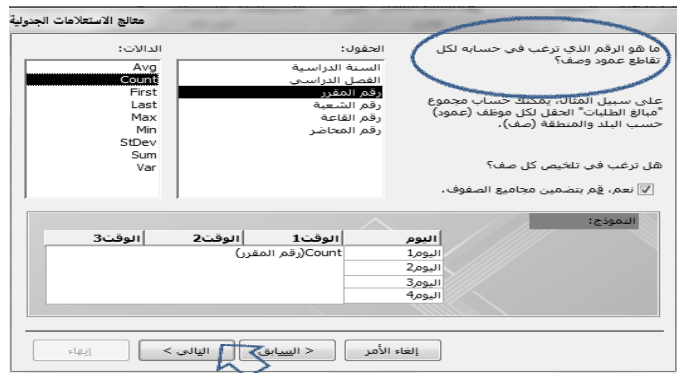 معالج الاستعلامات الجدولية
ما هو الرقم الذي ترغب في حسابه لكل
تقاطع عمود وصف؟
على سبيل المثال، يمكنك حساب مجموع
"مبالغ الطلبات" الحقل لكل موظف (عمود)
حسب البلد والمنطقة (صف).
هل ترغب في تلخيص كل صف؟
نعم، قم بتضمين مجاميع الصفوف.
الحقول:
السنة الدراسية
الفصل الدراسي
رقم المقرر
رقم الشعبة
رقم القاعة
رقم المحاضر
الدالات:
Avg
Count
First
Last
Max
Min
StDev
Sum
Var
النموذج:
اليوم الوقت1 الوقت2 الوقت3
اليوم1 Count(رقم المقرر)
اليوم2
اليوم3
اليوم4
إلغاء الأمر < السابق التالي > إنهاء